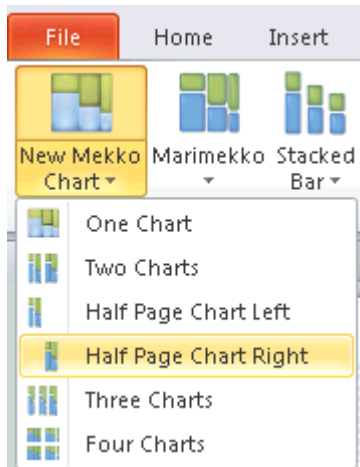 File Home Insert
New Mekko Marimekko Stacked
Chart Bar
One Chart
Two Charts
Half Page Chart Left
Half Page Chart Right
Three Charts
Four Charts